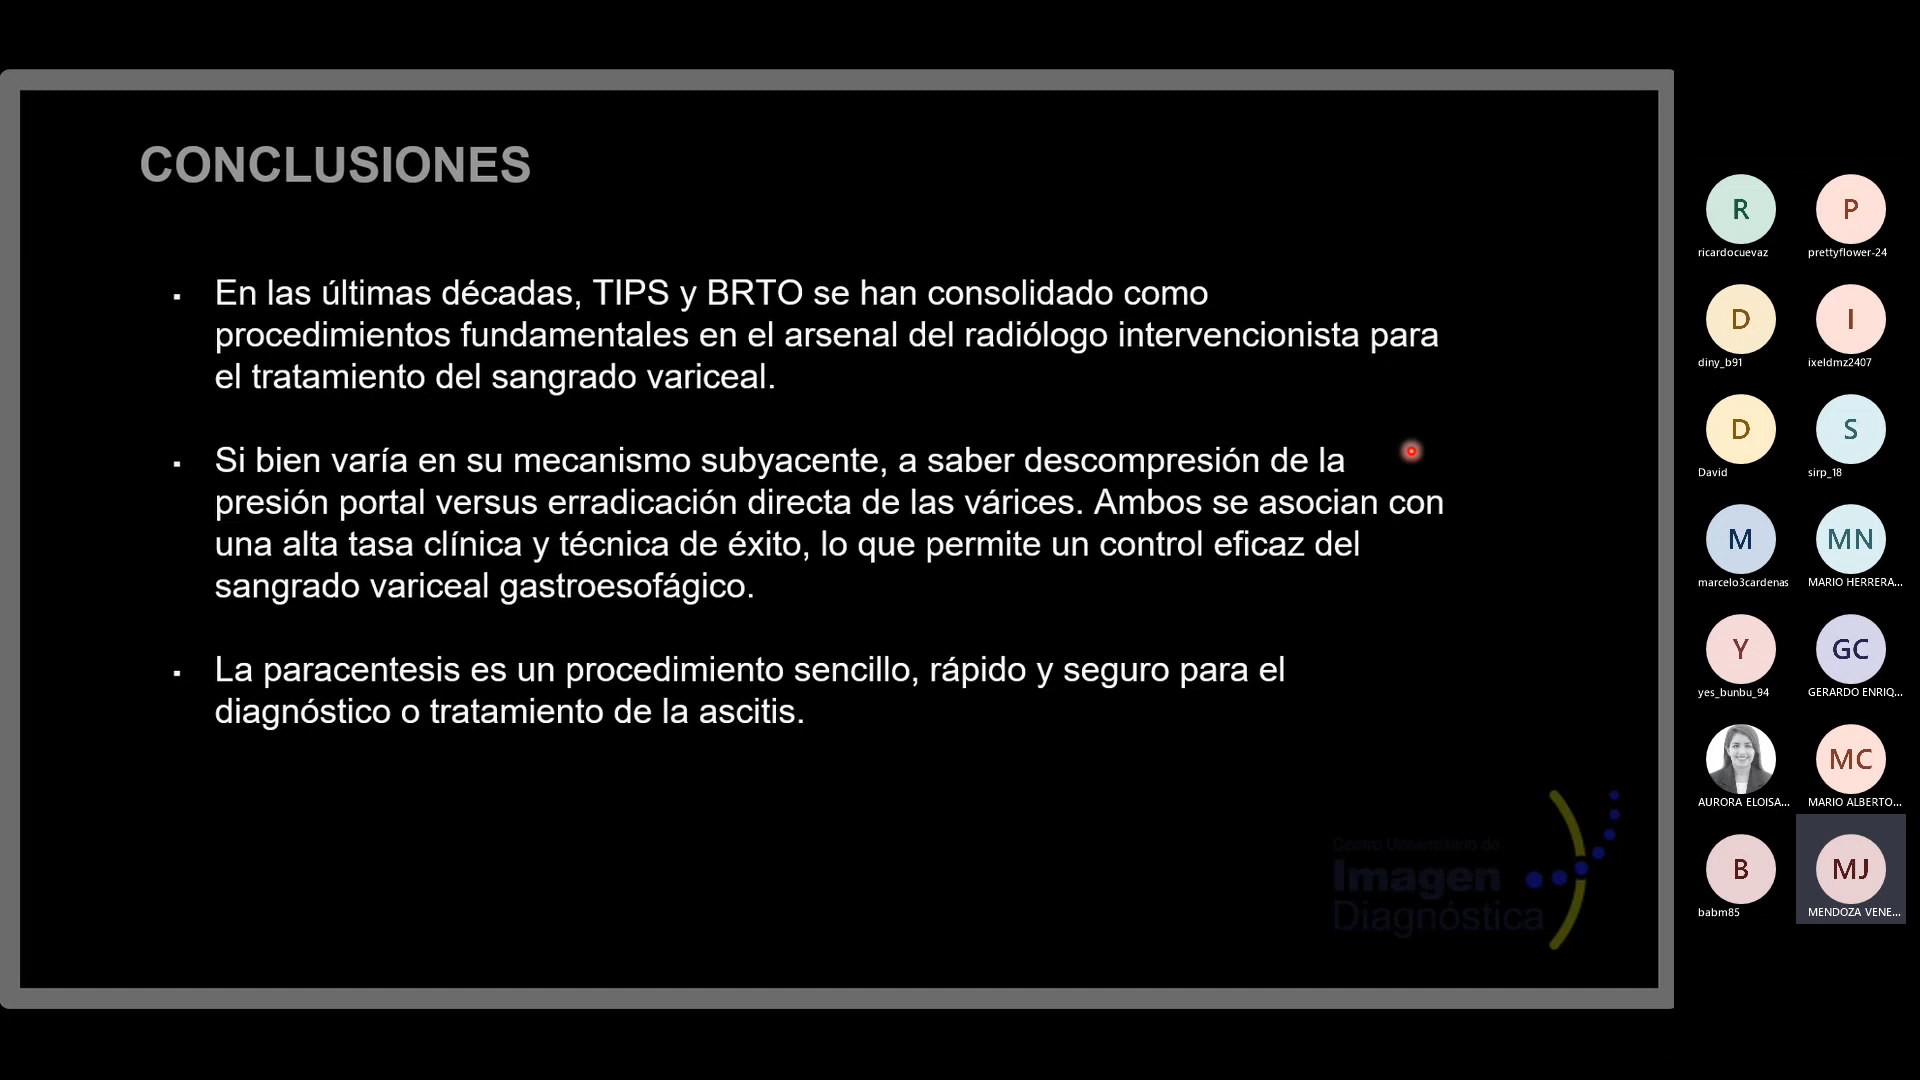 CONCLUSIONES
▪ En las últimas décadas, TIPS y BRTO se han consolidado como
procedimientos fundamentales en el arsenal del radiólogo intervencionista para
el tratamiento del sangrado variceal.
▪ Si bien varía en su mecanismo subyacente, a saber descompresión de la
presión portal versus erradicación directa de las várices. Ambos se asocian con
una alta tasa clínica y técnica de éxito, lo que permite un control eficaz del
sangrado variceal gastroesofágico.
▪ La paracentesis es un procedimiento sencillo, rápido y seguro para el
diagnóstico o tratamiento de la ascitis.
Centro Universitario de
Imagen
Diagnóstica
R P
ricardocuevaz prettyflower-24
D I
diny_b91 ixeldmz2407
D S
David sirp_18
M MN
marcelo3cardenas MARIO HERRERA...
Y GC
yes_bunbu_94 GERARDO ENRIQ...
MC
AURORA ELOISA... MARIO ALBERTO...
B MJ
babm85 MENDOZA VENE...